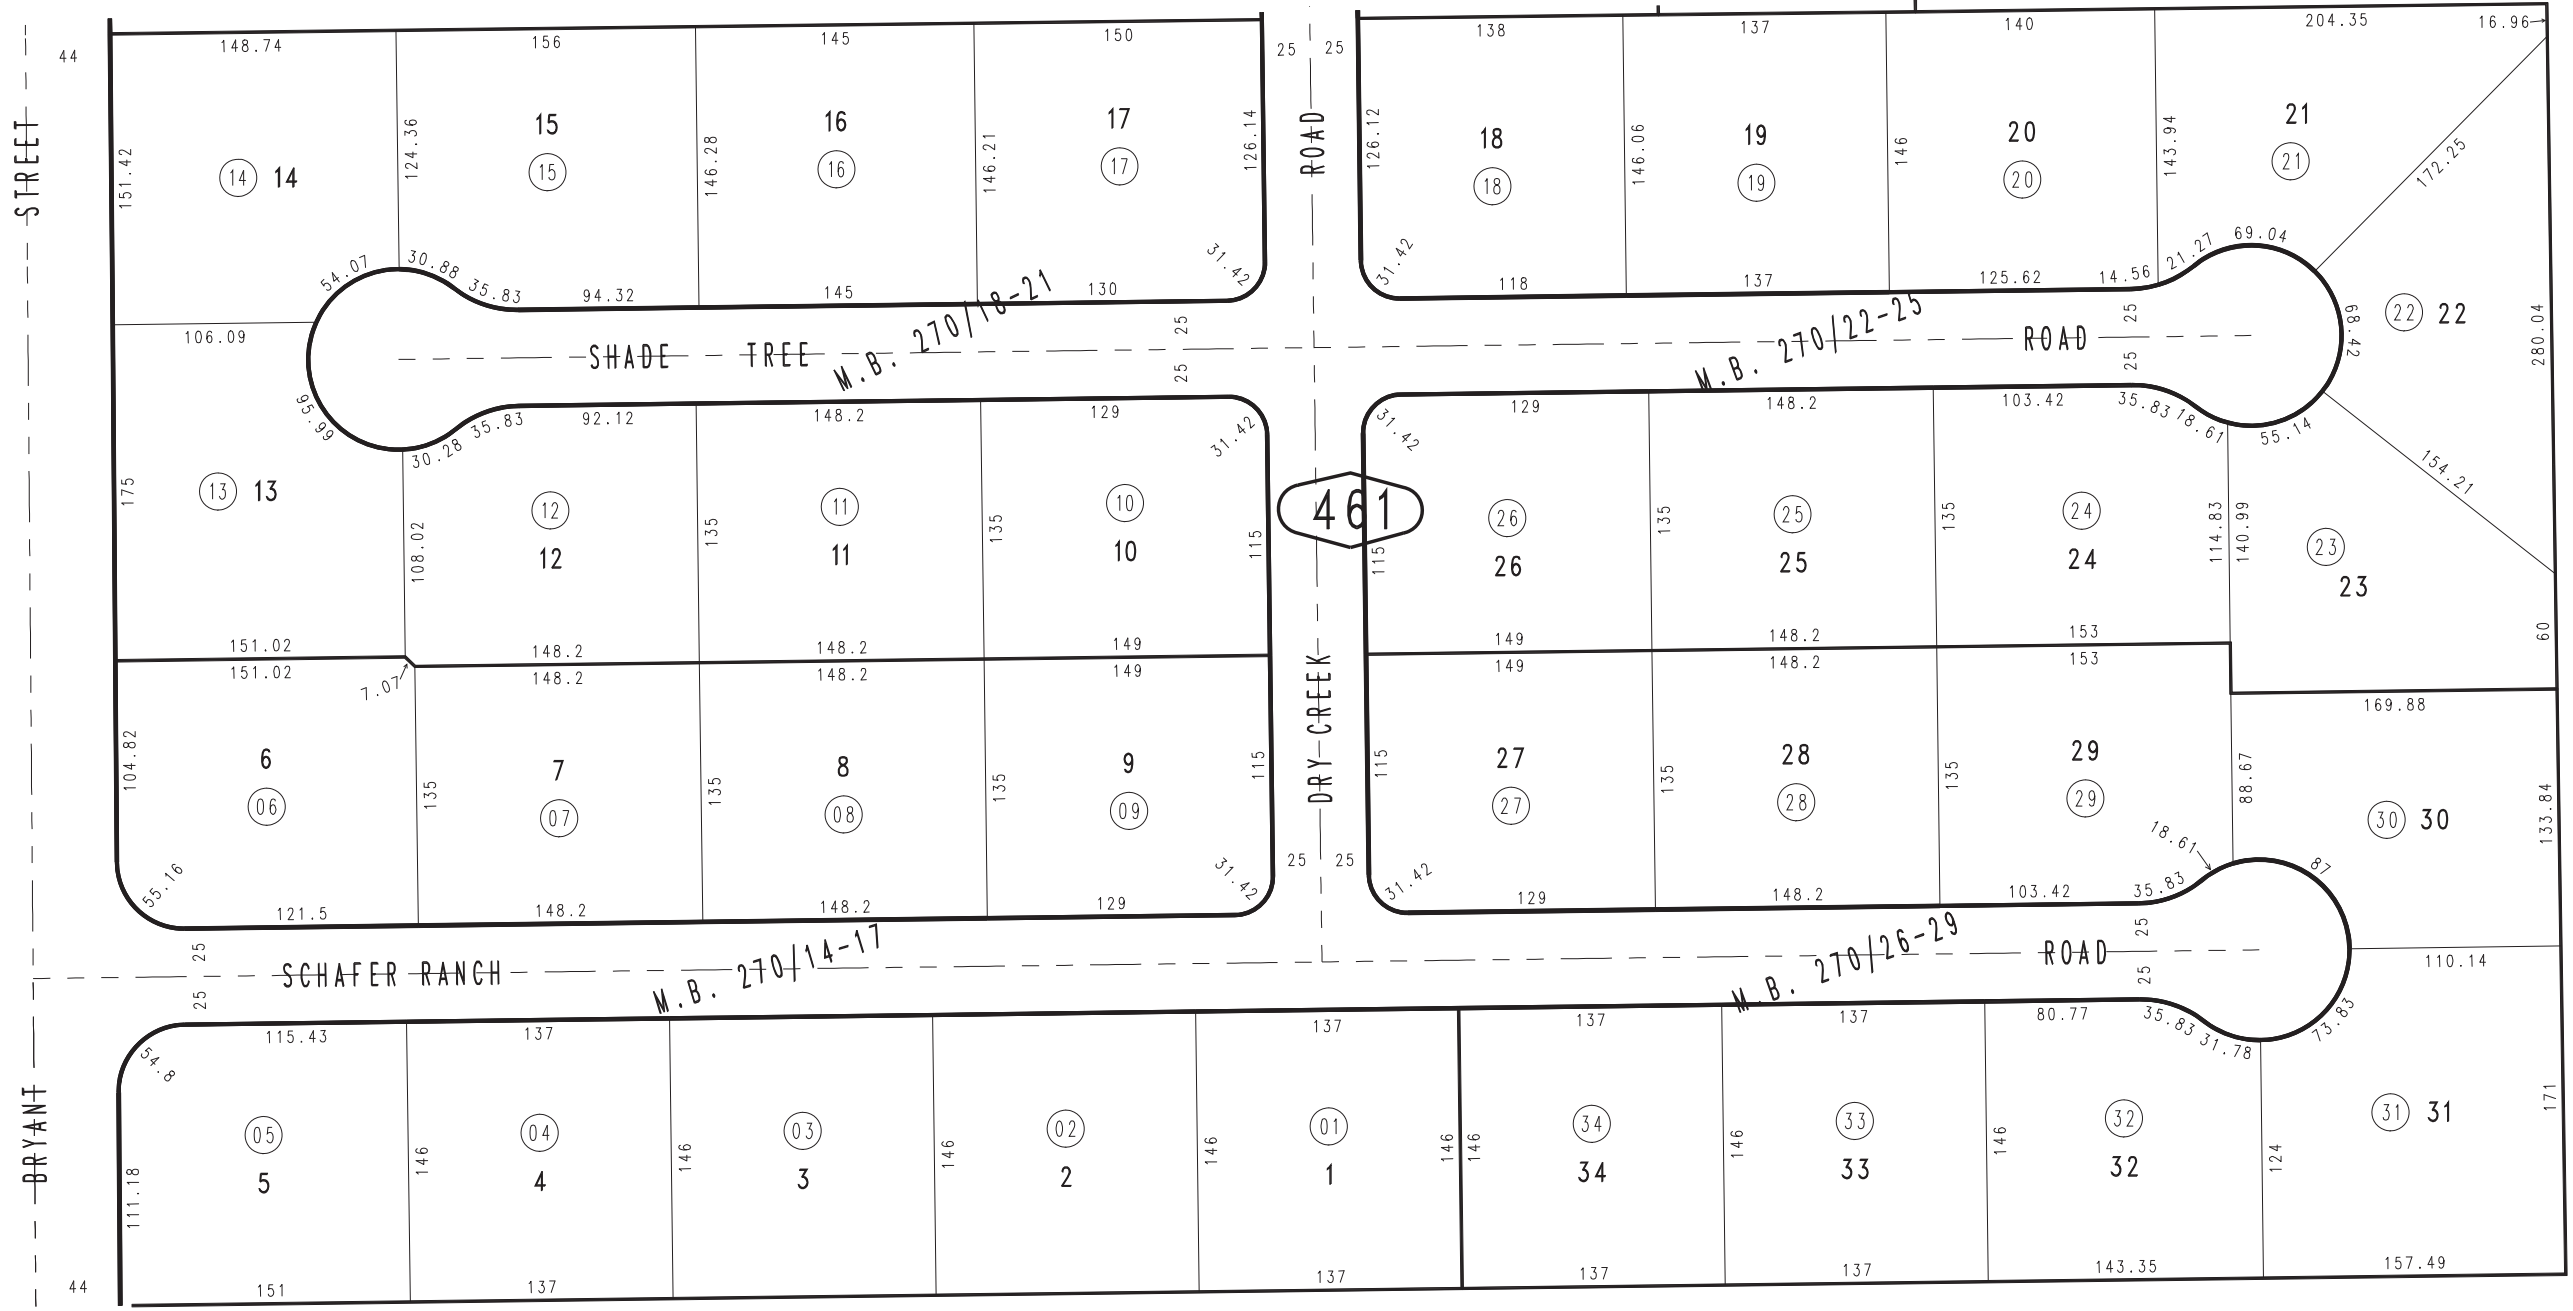 148.74 156 145 150 25 25 138 137 140 204.35 16.96
44
STREET
151.42 124.36 146.28 146.21 126.14 ROAD 126.12 146.06 146 143.94 172.25
15 16 17 18 19 20 21
14 14 15 16 17 18 19 20 21
54.07 30.88 35.83 94.32 145 130 31.42 31.42 118 137 125.62 14.56 21.27 69.04
106.09
SHADE TREE M.B. 270/18-21 25 25 M.B. 270/22-25 ROAD 25 25
68.42 22 22 280.04
95.99 30.28 35.83 92.12 148.2 129 31.42 31.42 129 148.2 103.42 35.83 18.61 55.14
154.21
175 13 13 108.02 12 135 11 135 10 115 461 115 26 135 25 135 24 114.83 140.99 23
12 11 10 26 25 24 23
60
151.02 148.2 148.2 149 149 148.2 153
151.02 148.2 148.2 149 149 148.2 153
7.07
169.88
DRY CREEK
104.82 6 135 7 135 8 135 9 115 115 27 135 28 135 29 88.67 133.84
06 07 08 09 27 28 29 30 30
18.61 87
55.16 121.5 148.2 148.2 129 31.42 25 25 31.42 129 148.2 103.42 35.83
25 25 SCHAFER RANCH M.B. 270/14-17 M.B. 270/26-29 ROAD 25 25
110.14
54.8 115.43 137 137 137 137 80.77 35.83 31.78 73.83
BRYANT
05 04 03 02 01 34 33 32 31 31
111.18 146 146 146 146 146 146 146 146 124 171
5 4 3 2 1 34 33 32
44
151 137 137 137 137 143.35 157.49